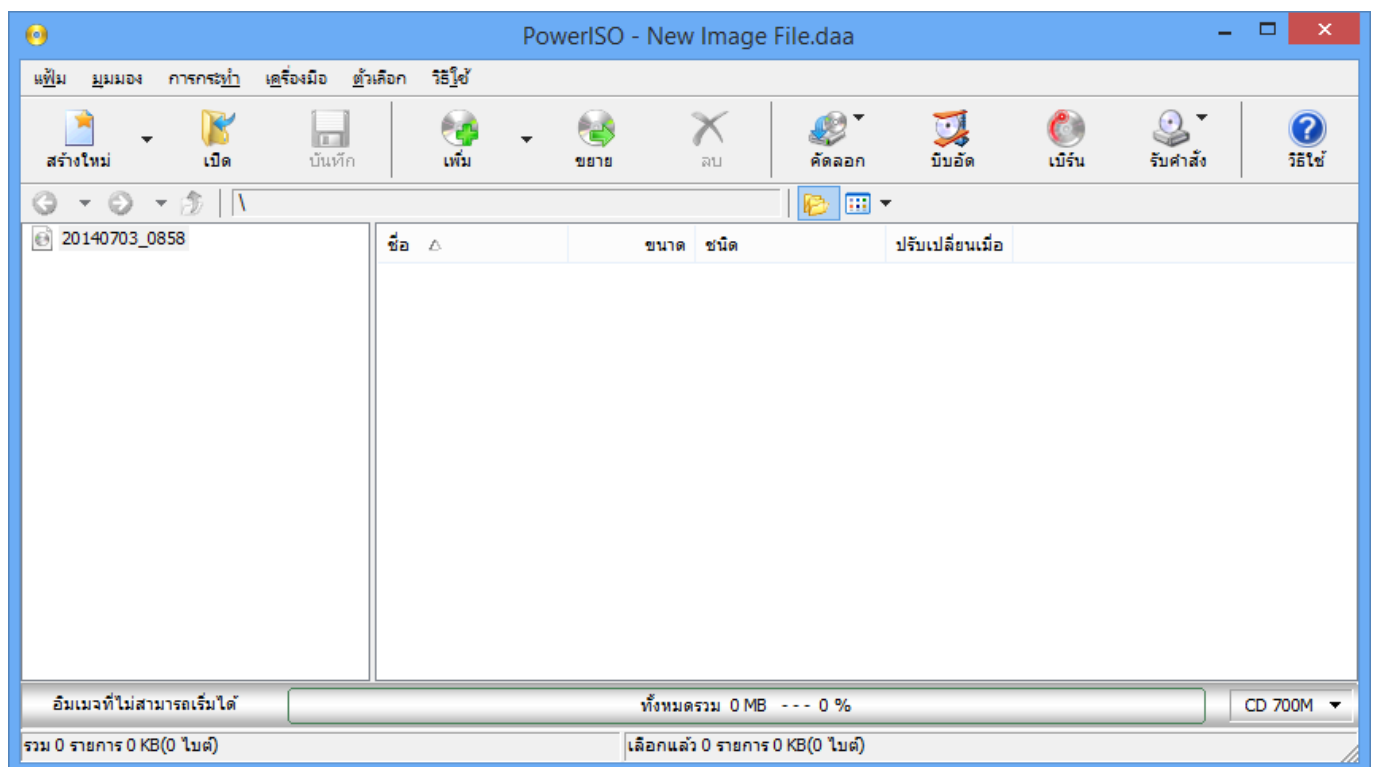 PowerISO - New Image File.daa
แฟ้ม มุมมอง การกระทำ เครื่องมือ ตัวเลือก วิธีใช้
สร้างใหม่ เปิด บันทึก เพิ่ม ขยาย ลบ คัดลอก บีบอัด เบิร์น รับคำสั่ง วิธีใช้
\
20140703_0858
ชื่อ ขนาด ชนิด ปรับเปลี่ยนเมื่อ
อิมเมจที่ไม่สามารถเริ่มได้ ทั้งหมดรวม 0 MB --- 0 % CD 700M
รวม 0 รายการ 0 KB(0 ไบต์) เลือกแล้ว 0 รายการ 0 KB(0 ไบต์)